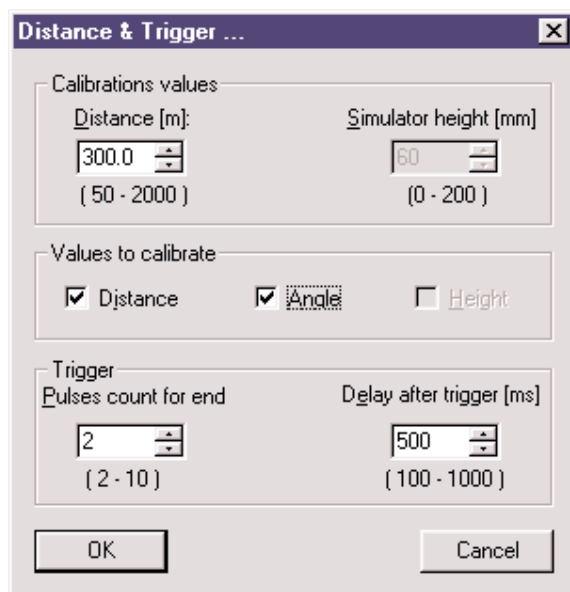 Distance & Trigger ...
Calibrations values
Distance [m]: Simulator height [mm]
300.0 60
( 50 - 2000 ) (0 - 200 )
Values to calibrate
Distance Angle Height
Trigger
Pulses count for end Delay after trigger [ms]
2 500
( 2 - 10 ) ( 100 - 1000 )
OK Cancel